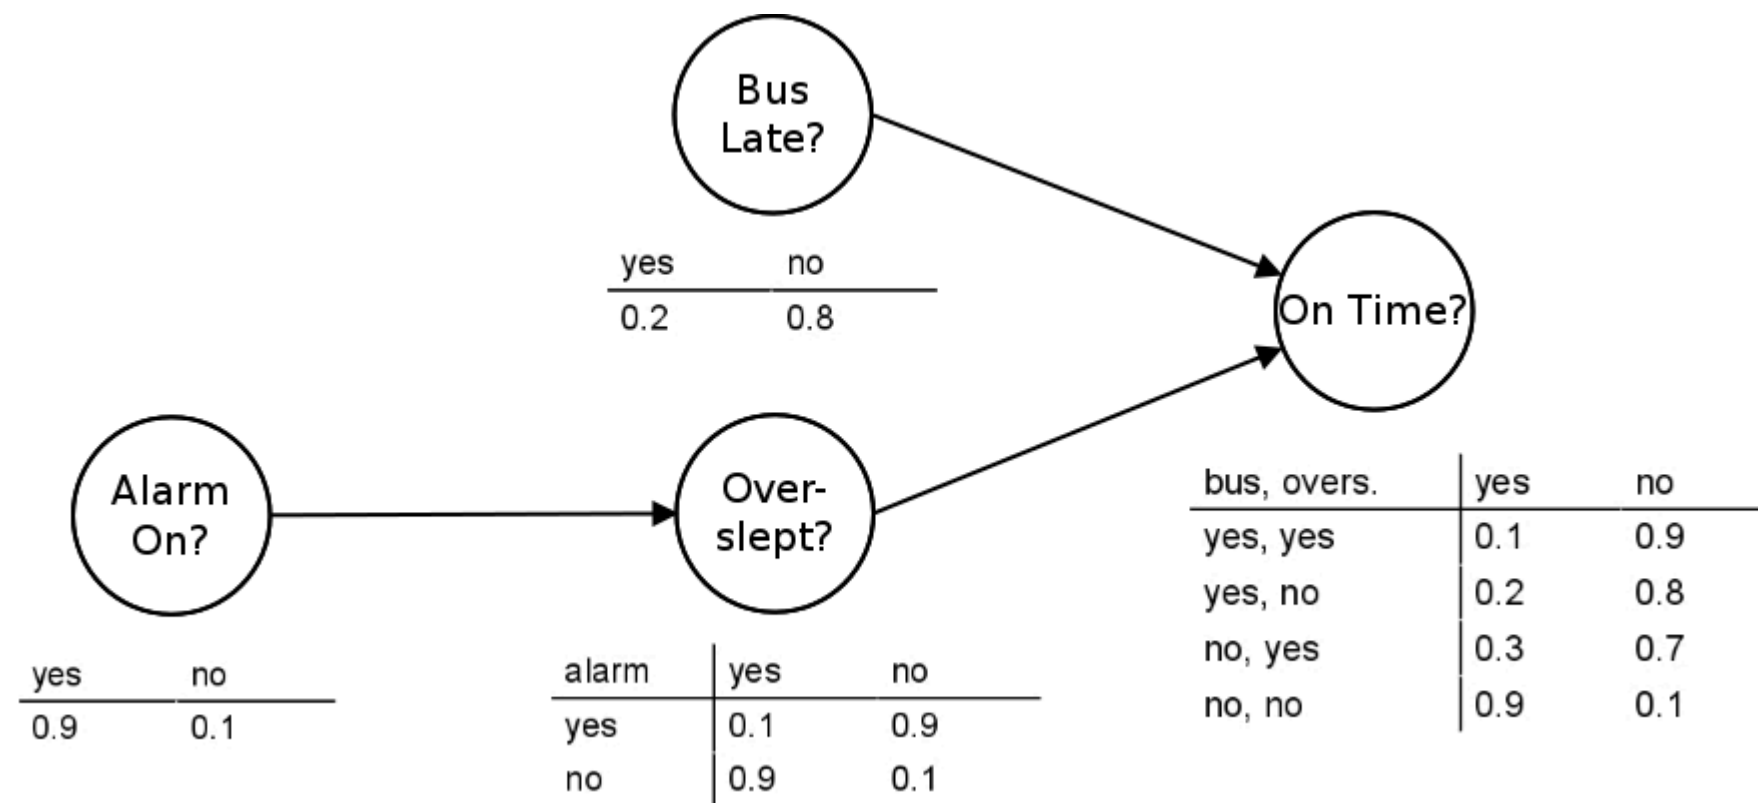 Bus
Late?
yes no
0.2 0.8
On Time?
Alarm
On?
yes no
0.9 0.1
Over-
slept?
alarm yes no
yes 0.1 0.9
no 0.9 0.1
bus, overs. yes no
yes, yes 0.1 0.9
yes, no 0.2 0.8
no, yes 0.3 0.7
no, no 0.9 0.1